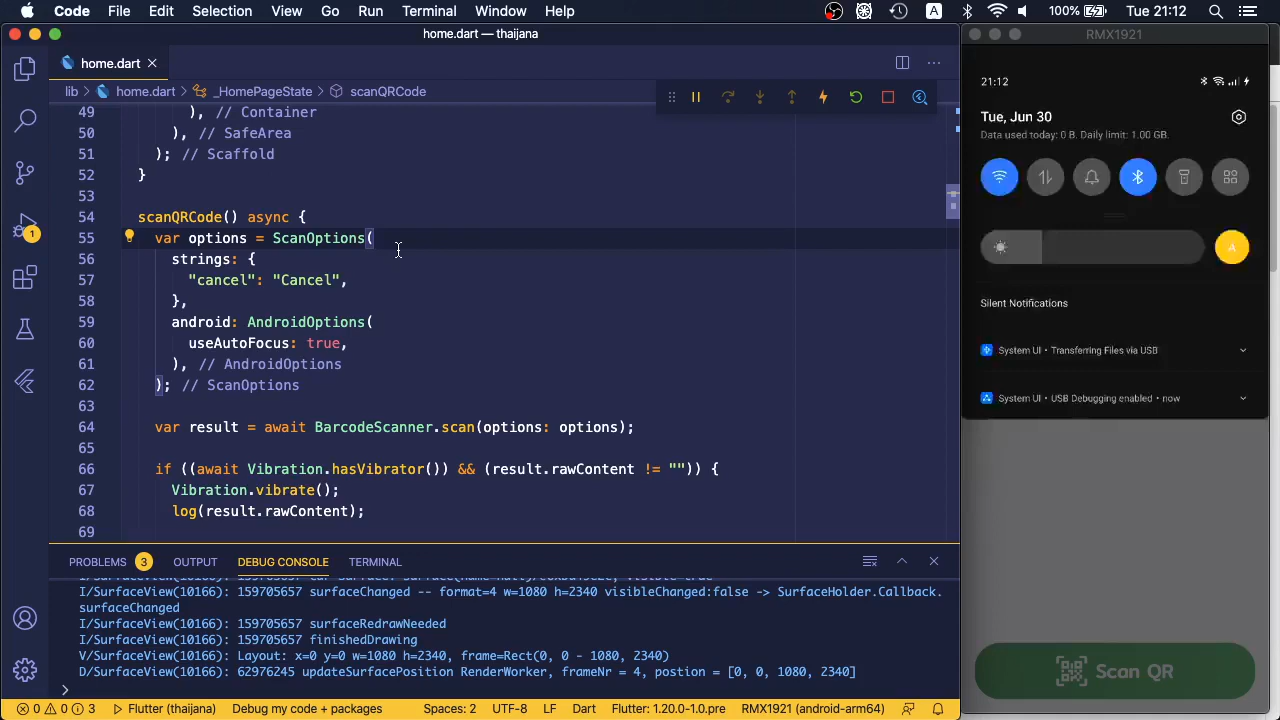 Code File Edit Selection View Go Run Terminal Window Help
A 100% Tue 21:12
home.dart — thaijana
RMX1921
home.dart
lib > home.dart > _HomePageState > scanQRCode
49 ), // Container
50 ), // SafeArea
51 ); // Scaffold
52 }
53
54 scanQRCode() async {
55 var options = ScanOptions(
56 strings: {
57 "cancel": "Cancel",
58 },
59 android: AndroidOptions(
60 useAutoFocus: true,
61 ), // AndroidOptions
62 ); // ScanOptions
63
64 var result = await BarcodeScanner.scan(options: options);
65
66 if ((await Vibration.hasVibrator()) && (result.rawContent != "")) {
67 Vibration.vibrate();
68 log(result.rawContent);
69
1
PROBLEMS 3 OUTPUT DEBUG CONSOLE TERMINAL
I/SurfaceView(10166): 159705657 surfaceChanged -- format=4 w=1080 h=2340 visibleChanged:false -> SurfaceHolder.Callback.
surfaceChanged
I/SurfaceView(10166): 159705657 surfaceRedrawNeeded
I/SurfaceView(10166): 159705657 finishedDrawing
V/SurfaceView(10166): Layout: x=0 y=0 w=1080 h=2340, frame=Rect(0, 0 - 1080, 2340)
D/SurfaceView(10166): 62976245 updateSurfacePosition RenderWorker, frameNr = 4, postion = [0, 0, 1080, 2340]
>
0 0 3 Flutter (thaijana) Debug my code + packages Spaces: 2 UTF-8 LF Dart Flutter: 1.20.0-1.0.pre RMX1921 (android-arm64)
21:12
Tue, Jun 30
Data used today: 0 B. Daily limit: 1.00 GB.
A
Silent Notifications
System UI • Transferring Files via USB
System UI • USB Debugging enabled • now
Scan QR